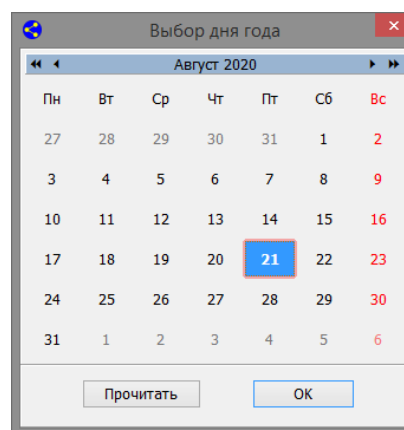 Выбор дня года
Август 2020
Пн Вт Ср Чт Пт Сб Вс
27 28 29 30 31 1 2
3 4 5 6 7 8 9
10 11 12 13 14 15 16
17 18 19 20 21 22 23
24 25 26 27 28 29 30
31 1 2 3 4 5 6
Прочитать ОК